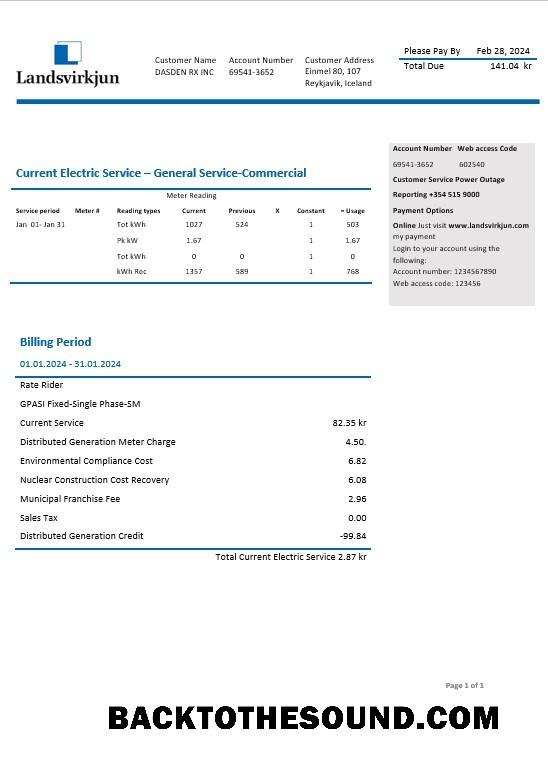 Landsvirkjun
Customer Name Account Number Customer Address
DASDEN RX INC 69541-3652 Einmel 80, 107
Reykjavik, Iceland
Please Pay By Feb 28, 2024
Total Due 141.04 kr
Account Number Web access Code
69541-3652 602540
Customer Service Power Outage
Reporting +354 515 9000
Payment Options
Online Just visit www.landsvirkjun.com
my payment
Login to your account using the
following:
Account number: 1234567890
Web access code: 123456
Current Electric Service – General Service-Commercial
Meter Reading
Service period Meter # Reading types Current Previous X Constant = Usage
Jan 01- Jan 31 Tot kWh 1027 524 1 503
Pk kW 1.67 1 1.67
Tot kWh 0 0 1 0
kWh Rec 1357 589 1 768
Billing Period
01.01.2024 - 31.01.2024
Rate Rider
GPASI Fixed-Single Phase-SM
Current Service 82.35 kr
Distributed Generation Meter Charge 4.50.
Environmental Compliance Cost 6.82
Nuclear Construction Cost Recovery 6.08
Municipal Franchise Fee 2.96
Sales Tax 0.00
Distributed Generation Credit -99.84
Total Current Electric Service 2.87 kr
Page 1 of 1
BACKTOTHESOUND.COM